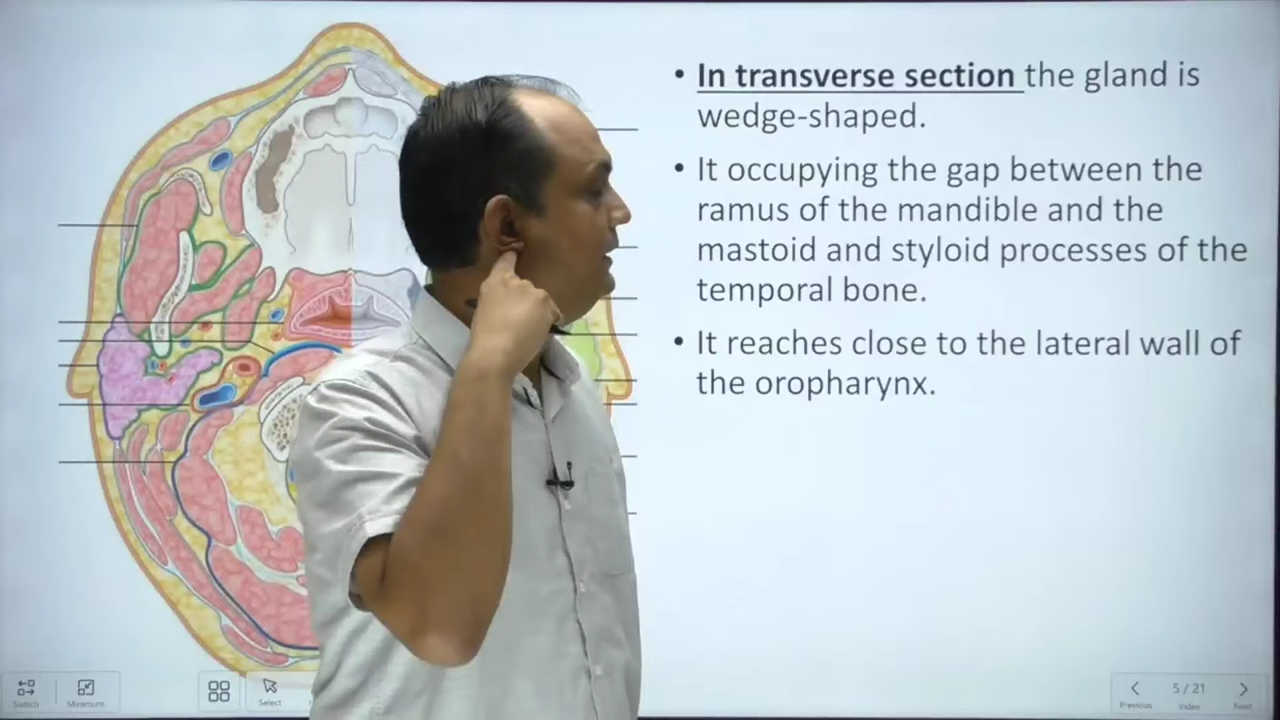 • In transverse section the gland is
wedge-shaped.
• It occupying the gap between the
ramus of the mandible and the
mastoid and styloid processes of the
temporal bone.
• It reaches close to the lateral wall of
the oropharynx.
Switch
Minimum
Select
5 / 21
Previous
Index
Next